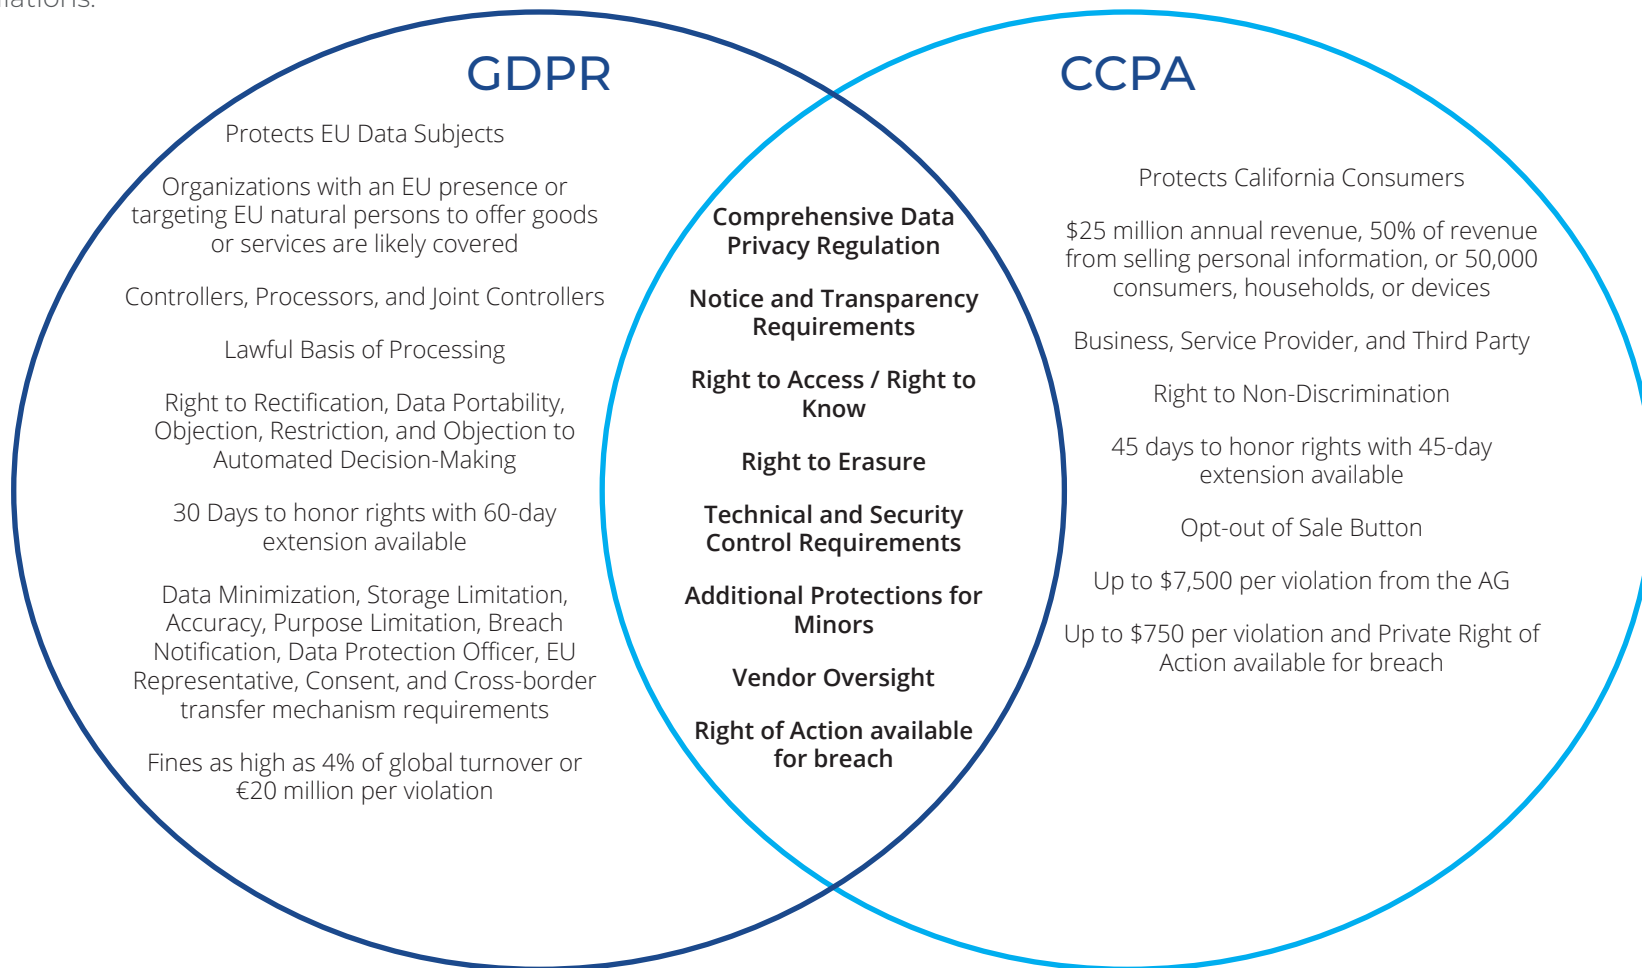 GDPR
Protects EU Data Subjects
Organizations with an EU presence or
targeting EU natural persons to offer goods
or services are likely covered
Controllers, Processors, and Joint Controllers
Lawful Basis of Processing
Right to Rectification, Data Portability,
Objection, Restriction, and Objection to
Automated Decision-Making
30 Days to honor rights with 60-day
extension available
Data Minimization, Storage Limitation,
Accuracy, Purpose Limitation, Breach
Notification, Data Protection Officer, EU
Representative, Consent, and Cross-border
transfer mechanism requirements
Fines as high as 4% of global turnover or
€20 million per violation
Comprehensive Data
Privacy Regulation
Notice and Transparency
Requirements
Right to Access / Right to
Know
Right to Erasure
Technical and Security
Control Requirements
Additional Protections for
Minors
Vendor Oversight
Right of Action available
for breach
CCPA
Protects California Consumers
$25 million annual revenue, 50% of revenue
from selling personal information, or 50,000
consumers, households, or devices
Business, Service Provider, and Third Party
Right to Non-Discrimination
45 days to honor rights with 45-day
extension available
Opt-out of Sale Button
Up to $7,500 per violation from the AG
Up to $750 per violation and Private Right of
Action available for breach